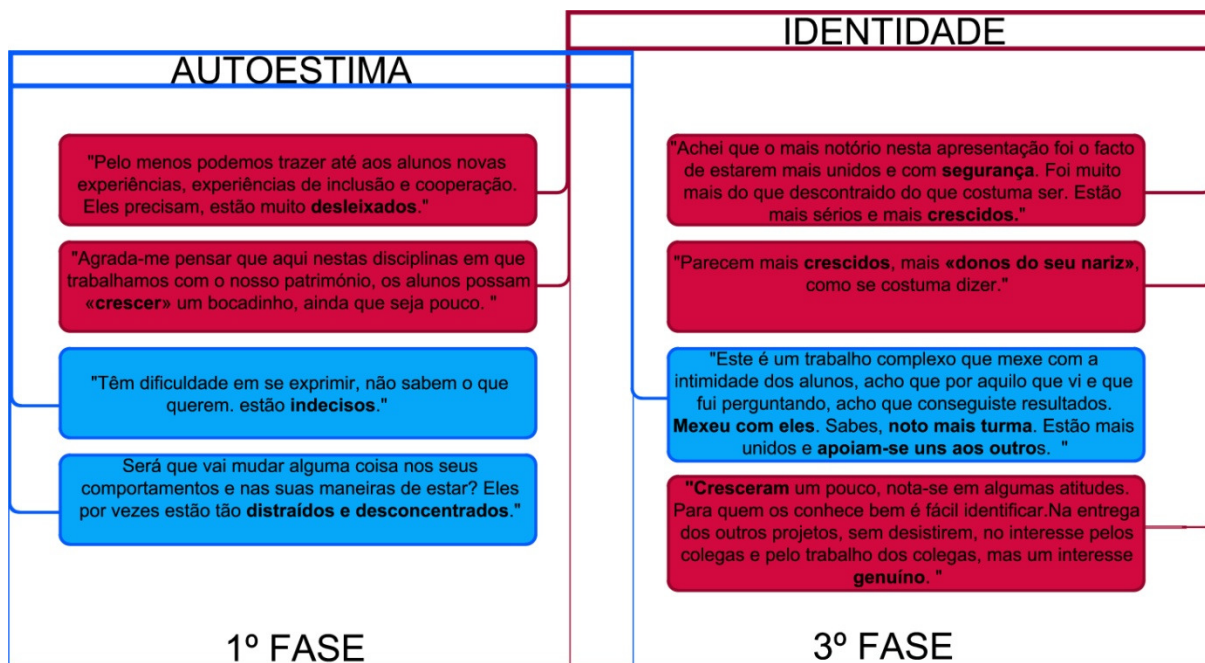 IDENTIDADE
AUTOESTIMA
"Pelo menos podemos trazer até aos alunos novas
experiências, experiências de inclusão e cooperação.
Eles precisam, estão muito desleixados."
"Agrada-me pensar que aqui nestas disciplinas em que
trabalhamos com o nosso património, os alunos possam
«crescer» um bocadinho, ainda que seja pouco. "
"Têm dificuldade em se exprimir, não sabem o que
querem. estão indecisos."
Será que vai mudar alguma coisa nos seus
comportamentos e nas suas maneiras de estar? Eles
por vezes estão tão distraídos e desconcentrados."
1º FASE
"Achei que o mais notório nesta apresentação foi o facto
de estarem mais unidos e com segurança. Foi muito
mais do que descontraido do que costuma ser. Estão
mais sérios e mais crescidos."
"Parecem mais crescidos, mais «donos do seu nariz»,
como se costuma dizer."
"Este é um trabalho complexo que mexe com a
intimidade dos alunos, acho que por aquilo que vi e que
fui perguntando, acho que conseguiste resultados.
Mexeu com eles. Sabes, noto mais turma. Estão mais
unidos e apoiam-se uns aos outros. "
"Cresceram um pouco, nota-se em algumas atitudes.
Para quem os conhece bem é fácil identificar.Na entrega
dos outros projetos, sem desistirem, no interesse pelos
colegas e pelo trabalho dos colegas, mas um interesse
genuíno. "
3º FASE